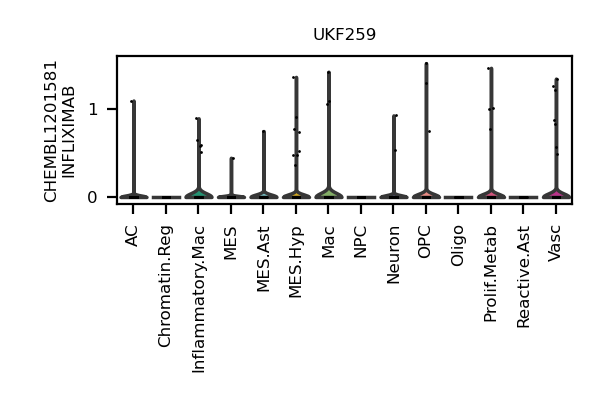 UKF259
CHEMBL1201581
INFLIXIMAB
1
0
AC
Chromatin.Reg
Inflammatory.Mac
MES
MES.Ast
MES.Hyp
Mac
NPC
Neuron
OPC
Oligo
Prolif.Metab
Reactive.Ast
Vasc